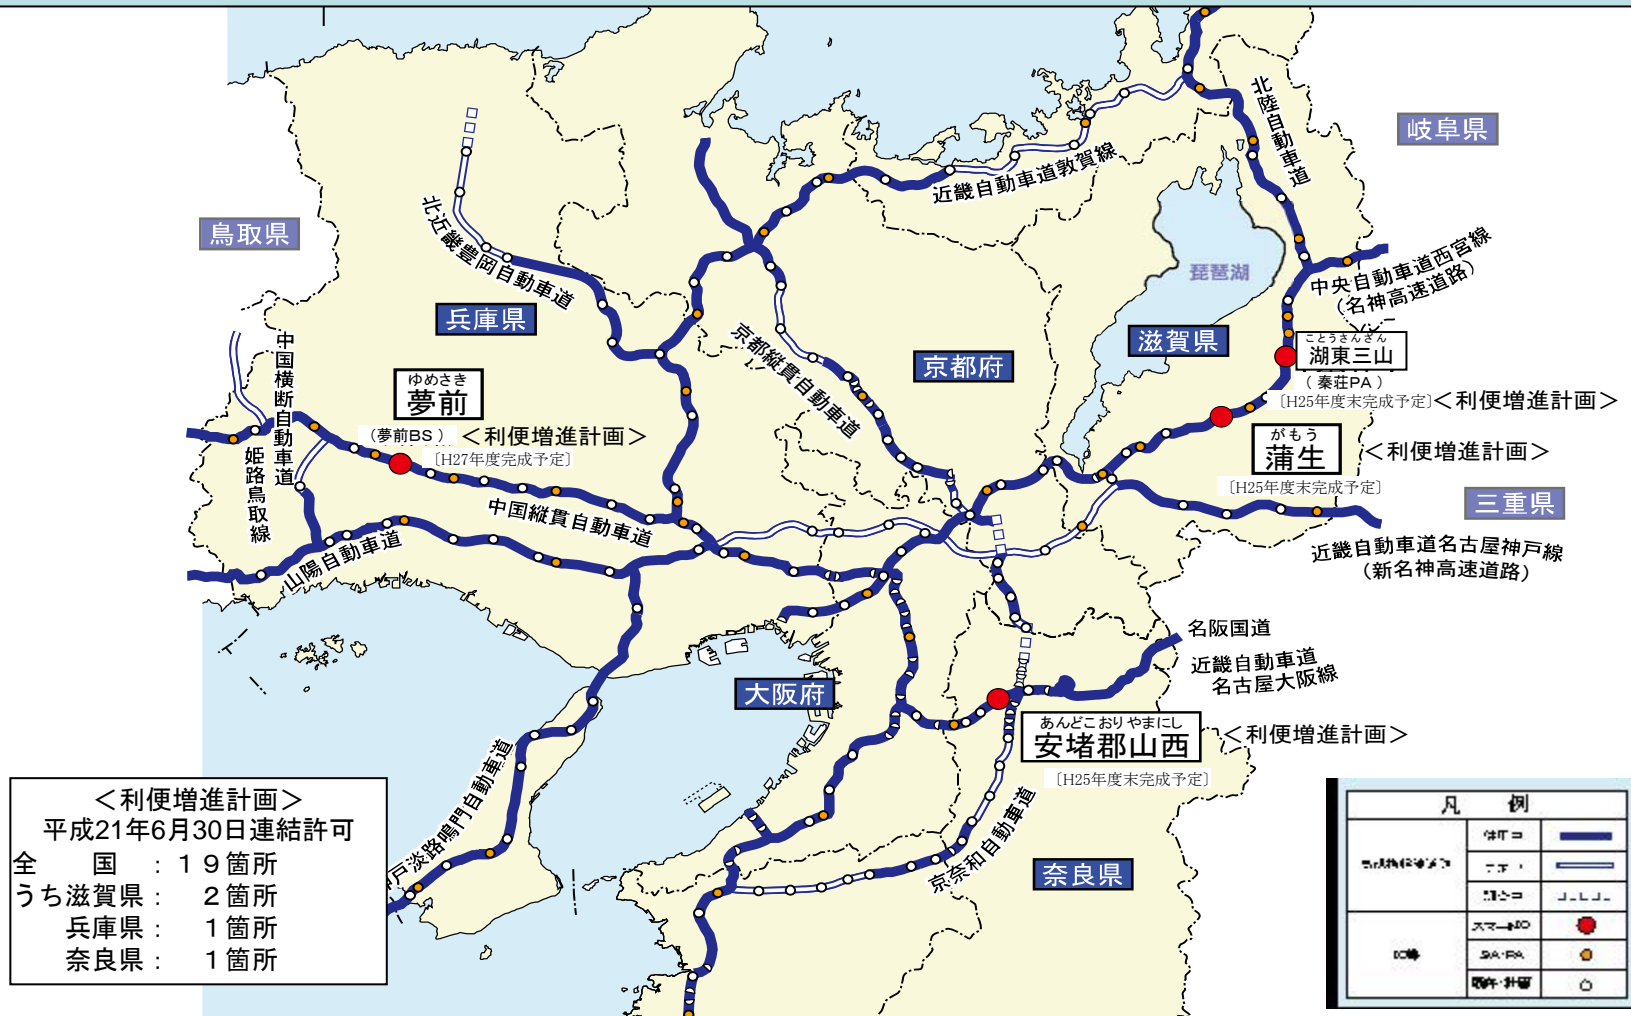 岐阜県
北陸自動車道
近畿自動車道敦賀線
鳥取県
北近畿豊岡自動車道
琵琶湖
中央自動車道西宮線
（名神高速道路）
兵庫県
滋賀県
京都府
京都縦貫自動車道
ことうさんざん
湖東三山
（秦荘PA）
〔H25年度末完成予定〕
＜利便増進計画＞
中国横断自動車道
姫路鳥取線
ゆめさき
夢前
（夢前BS）
＜利便増進計画＞
〔H27年度完成予定〕
がもう
蒲生
＜利便増進計画＞
〔H25年度末完成予定〕
三重県
中国縦貫自動車道
山陽自動車道
近畿自動車道名古屋神戸線
（新名神高速道路）
名阪国道
近畿自動車道
名古屋大阪線
大阪府
あんどこおりやまにし
安堵郡山西
＜利便増進計画＞
〔H25年度末完成予定〕
神戸淡路鳴門自動車道
京奈和自動車道
奈良県
＜利便増進計画＞
平成21年6月30日連結許可
全　国：１９箇所
うち滋賀県：２箇所
兵庫県：１箇所
奈良県：１箇所
凡　例
SA･PA